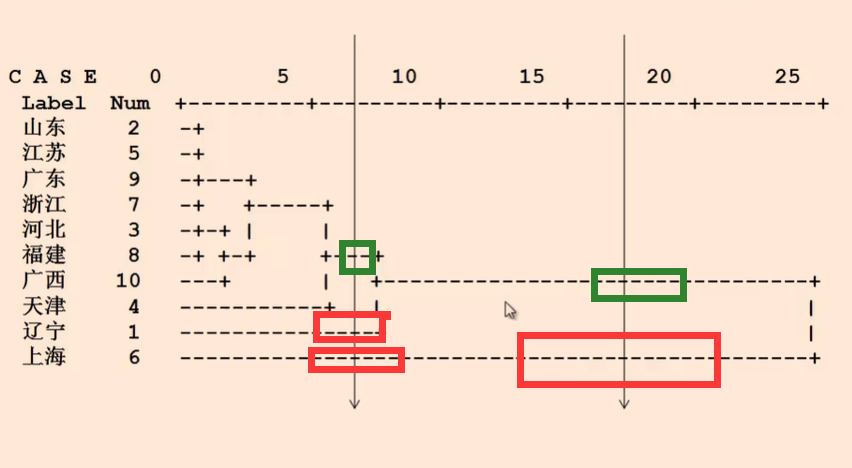 C A S E 0 5 10 15 20 25
Label Num +---------+---------+---------+---------+---------+
山东 2 -+
江苏 5 -+
广东 9 -+---+
浙江 7 -+ +-----+
河北 3 -+-+ | |
福建 8 -+ +-+ +---+
广西 10 ---+ | +---------------------------------+
天津 4 -----------+ | |
辽宁 1 ---------------+ |
上海 6 -------------------------------------------------+